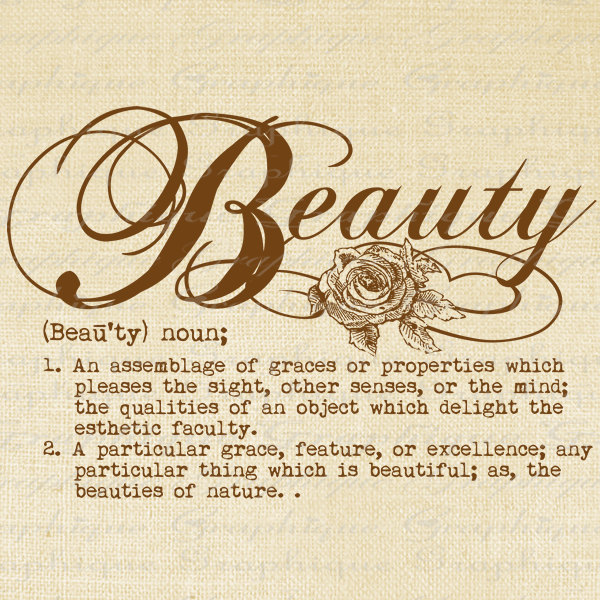 Beauty
(Beaū'ty) noun;
1. An assemblage of graces or properties which
pleases the sight, other senses, or the mind;
the qualities of an object which delight the
esthetic faculty.
2. A particular grace, feature, or excellence; any
particular thing which is beautiful; as, the
beauties of nature. .